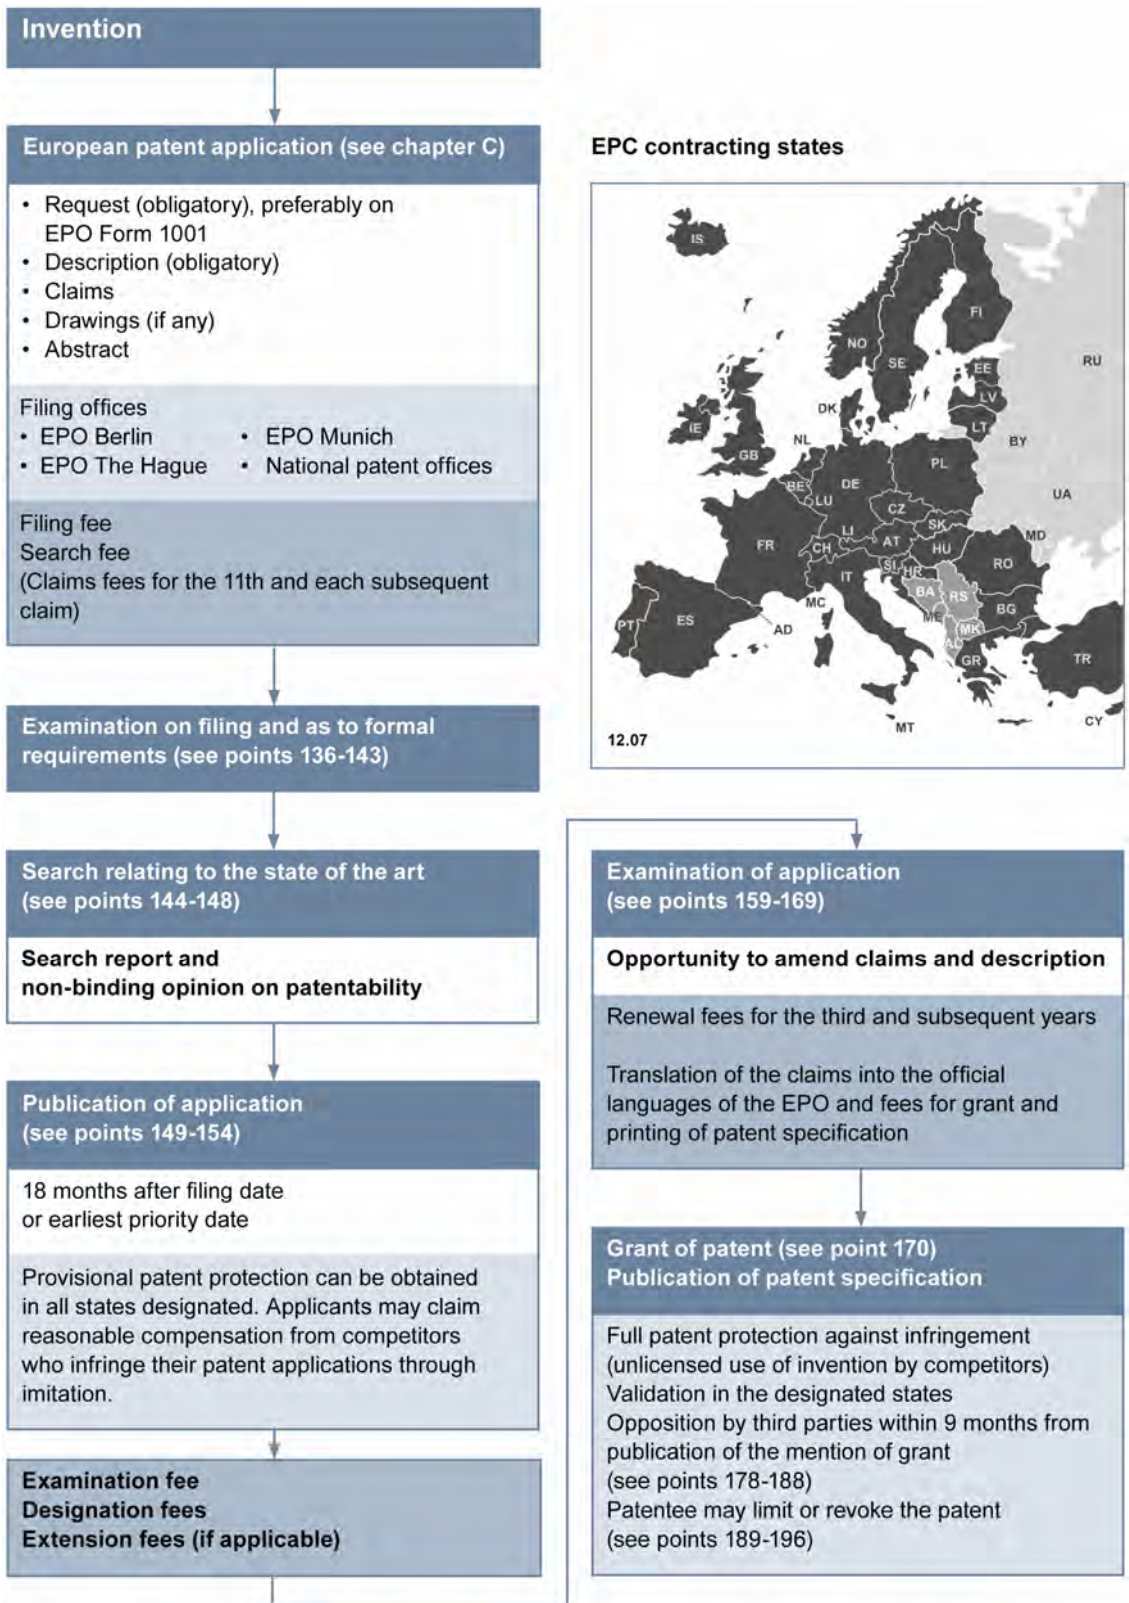 Invention
European patent application (see chapter C)
• Request (obligatory), preferably on
EPO Form 1001
• Description (obligatory)
• Claims
• Drawings (if any)
• Abstract
Filing offices
• EPO Berlin
• EPO Munich
• EPO The Hague
• National patent offices
Filing fee
Search fee
(Claims fees for the 11th and each subsequent
claim)
Examination on filing and as to formal
requirements (see points 136-143)
Search relating to the state of the art
(see points 144-148)
Search report and
non-binding opinion on patentability
Publication of application
(see points 149-154)
18 months after filing date
or earliest priority date
Provisional patent protection can be obtained
in all states designated. Applicants may claim
reasonable compensation from competitors
who infringe their patent applications through
imitation.
Examination fee
Designation fees
Extension fees (if applicable)
EPC contracting states
IS
FI
NO
SE
RU
EE
LV
DK
LT
IE
BY
NL
GB
PL
BE
DE
LU
UA
CZ
SK
LI
MD
FR
CH
AT
HU
RO
SI
HR
IT
BA
RS
MC
BG
ME
PT
ES
AD
MK
AL
GR
TR
MT
CY
12.07
Examination of application
(see points 159-169)
Opportunity to amend claims and description
Renewal fees for the third and subsequent years
Translation of the claims into the official
languages of the EPO and fees for grant and
printing of patent specification
Grant of patent (see point 170)
Publication of patent specification
Full patent protection against infringement
(unlicensed use of invention by competitors)
Validation in the designated states
Opposition by third parties within 9 months from
publication of the mention of grant
(see points 178-188)
Patentee may limit or revoke the patent
(see points 189-196)